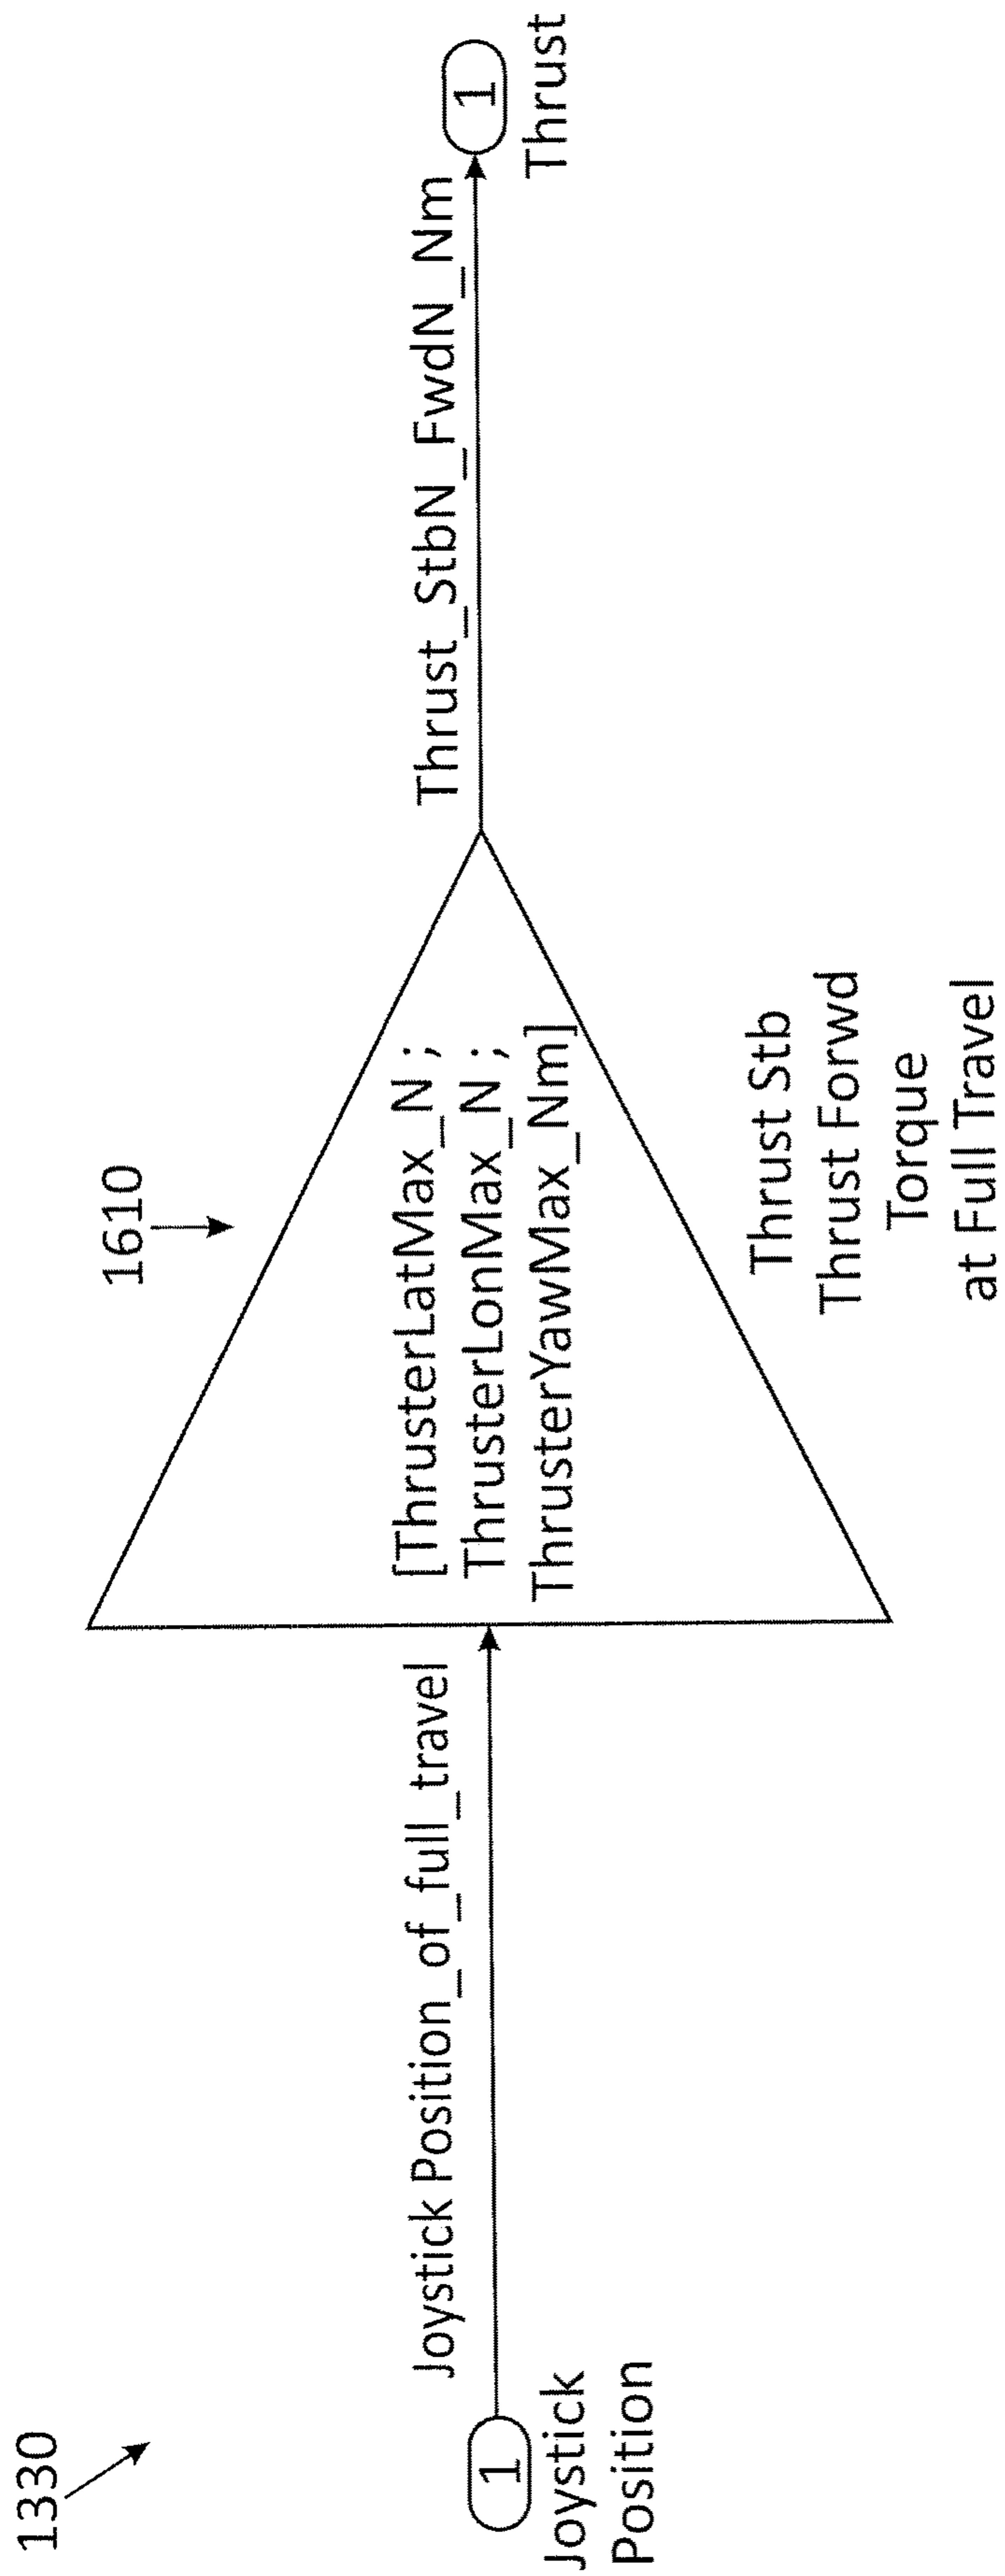 1330
1
Joystick
Position
Joystick Position_of_full_travel
1610
[ThrusterLatMax_N ;
ThrusterLonMax_N ;
ThrusterYawMax_Nm]
Thrust Stb
Thrust Forwd
Torque
at Full Travel
Thrust_StbN_FwdN_Nm
1
Thrust